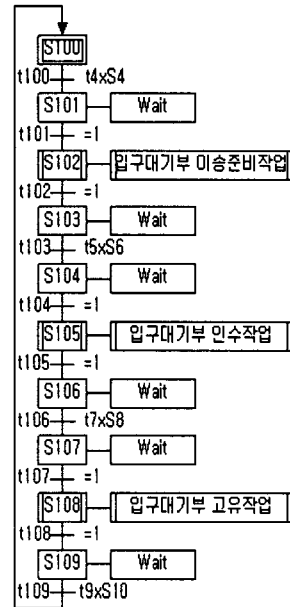 S100
t100 t4xS4
S101 Wait
t101 =1
S102 입구대기부 이송준비작업
t102 =1
S103 Wait
t103 t5xS6
S104 Wait
t104 =1
S105 입구대기부 인수작업
t105 =1
S106 Wait
t106 t7xS8
S107 Wait
t107 =1
S108 입구대기부 고유작업
t108 =1
S109 Wait
t109 t9xS10